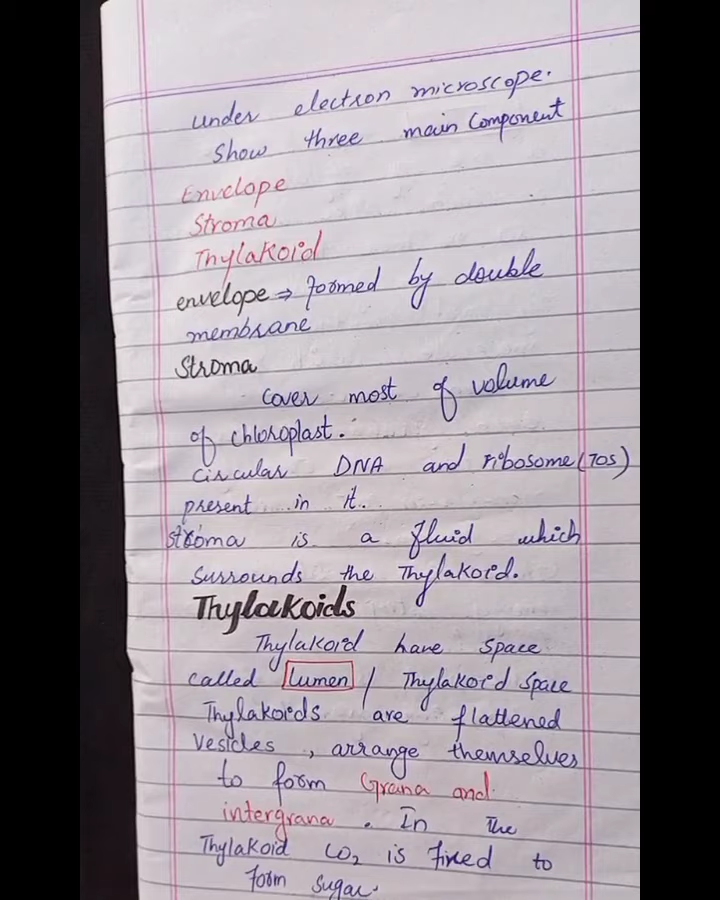 under electron microscope.
Show three main Component
Envelope
Stroma
Thylakoid
envelope ⇒ formed by double
membrane
Stroma
Cover most of volume
of chloroplast.
circular DNA and ribosome (70s)
present in it.
stroma is a fluid which
surrounds the Thylakoid.
Thylakoids
Thylakoid have space
called lumen / Thylakoid space
Thylakoids are flattened
vesicles, arrange themselves
to form Grana and
intergrana. In the
Thylakoid CO₂ is fixed to
form sugar.